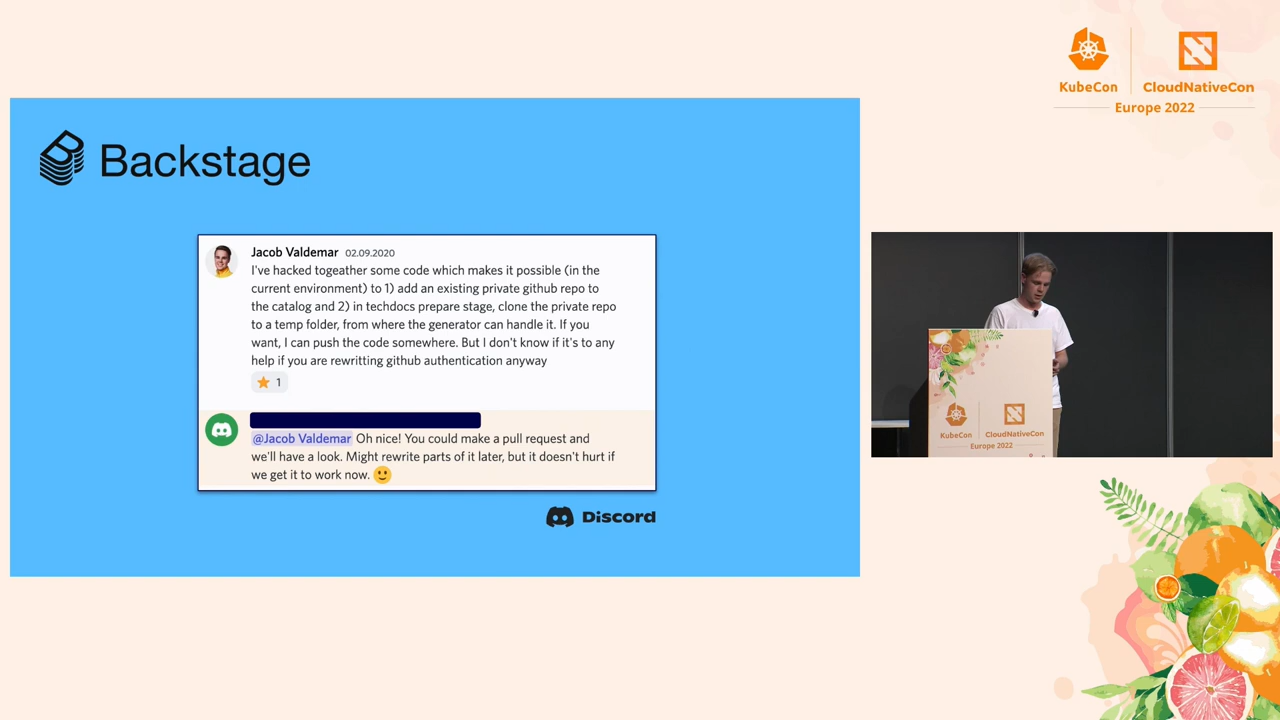 KubeCon
CloudNativeCon
Europe 2022
Backstage
Jacob Valdemar 02.09.2020
I've hacked togeather some code which makes it possible (in the
current environment) to 1) add an existing private github repo to
the catalog and 2) in techdocs prepare stage, clone the private repo
to a temp folder, from where the generator can handle it. If you
want, I can push the code somewhere. But I don't know if it's to any
help if you are rewritting github authentication anyway
1
@Jacob Valdemar Oh nice! You could make a pull request and
we'll have a look. Might rewrite parts of it later, but it doesn't hurt if
we get it to work now. 🙂
Discord
KubeCon
CloudNativeCon
Europe 2022